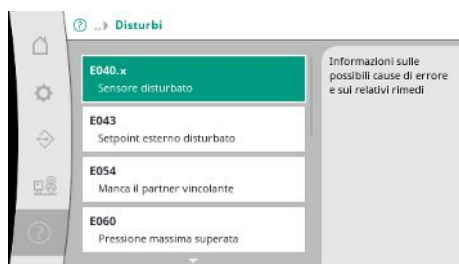 ..▸ Disturbi
E040.x
Sensore disturbato
E043
Setpoint esterno disturbato
E054
Manca il partner vincolante
E060
Pressione massima superata
Informazioni sulle
possibili cause di errore
e sui relativi rimedi